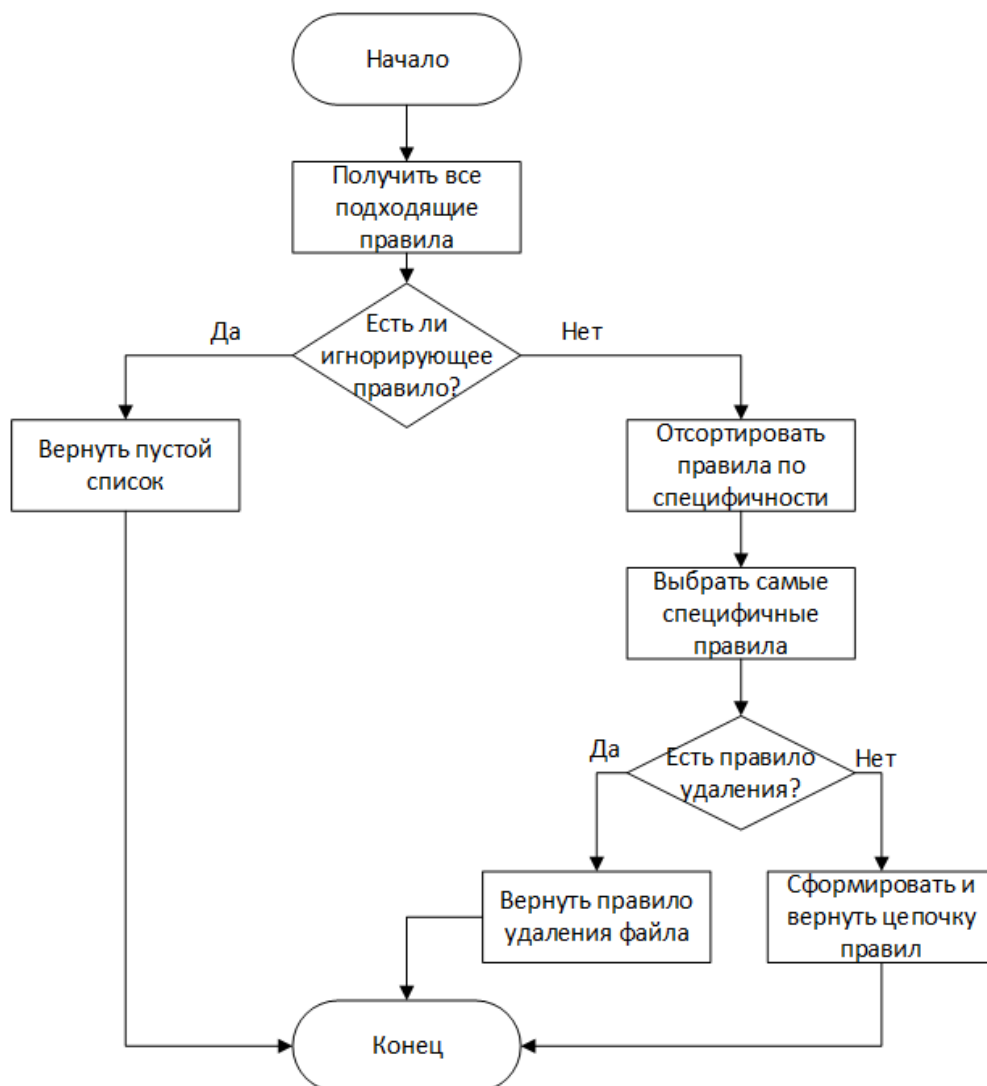 Начало
Получить все
подходящие
правила
Есть ли
игнорирующее
правило?
Да
Нет
Вернуть пустой
список
Отсортировать
правила по
специфичности
Выбрать самые
специфичные
правила
Есть правило
удаления?
Да
Нет
Вернуть правило
удаления файла
Сформировать и
вернуть цепочку
правил
Конец